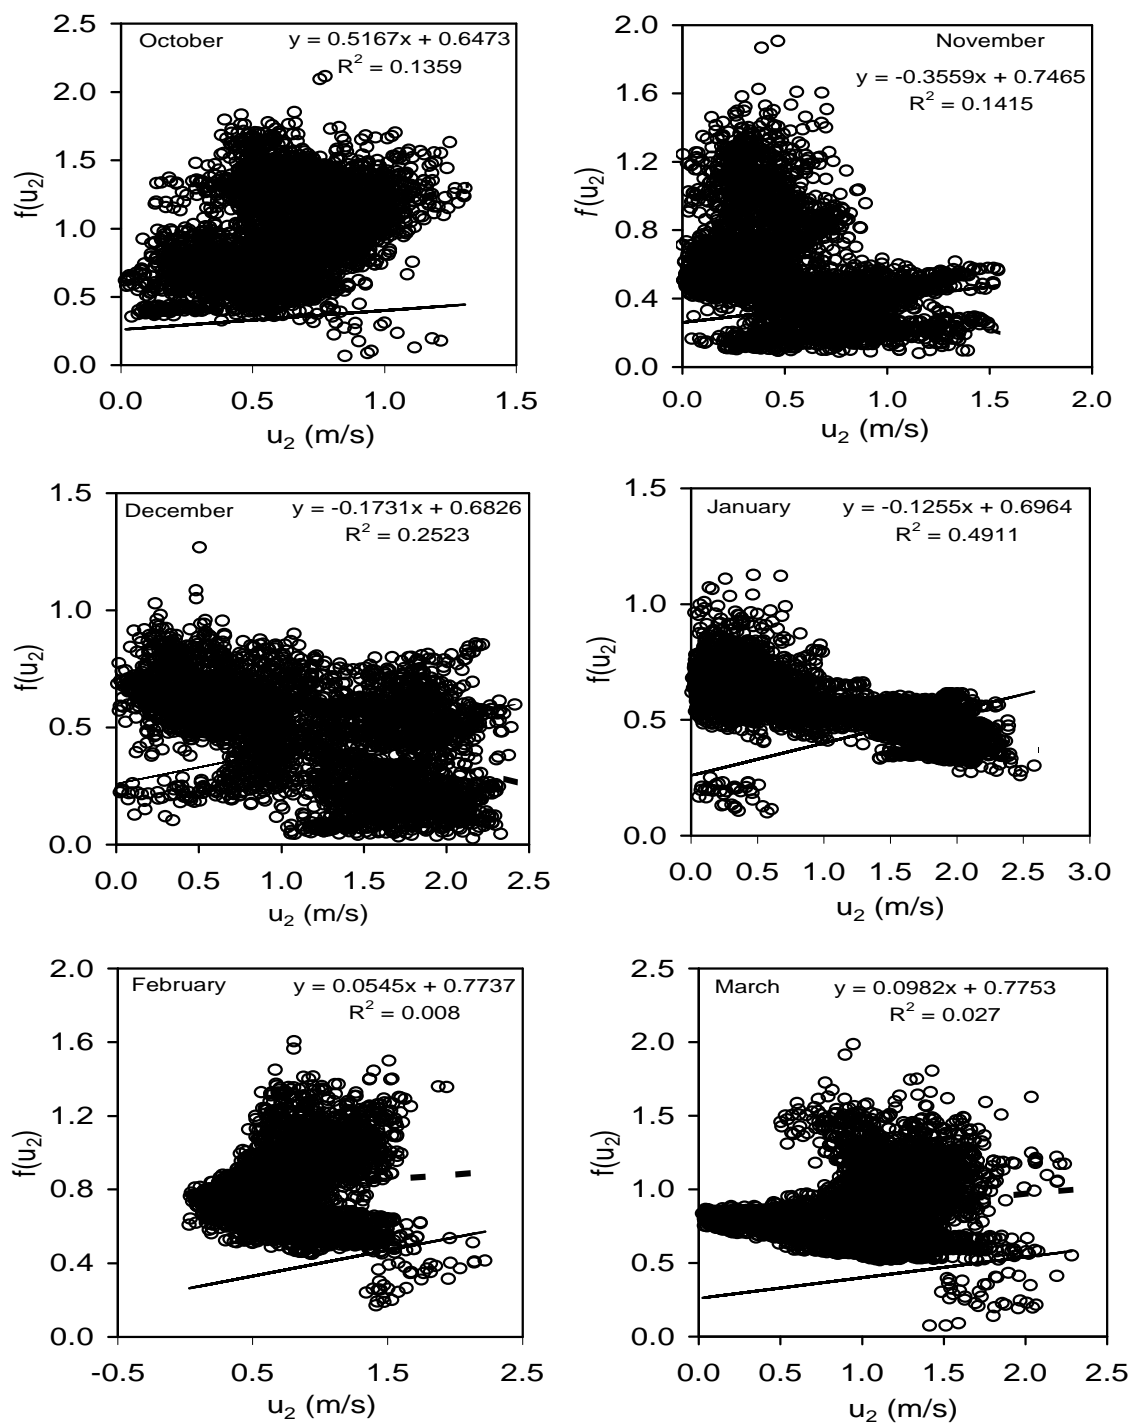 October
y = 0.5167x + 0.6473
R² = 0.1359
2.5
2.0
1.5
1.0
0.5
0.0
f(u₂)
0.0 0.5 1.0 1.5
u₂ (m/s)
November
y = -0.3559x + 0.7465
R² = 0.1415
2.0
1.6
1.2
0.8
0.4
0.0
f(u₂)
0.0 0.5 1.0 1.5 2.0
u₂ (m/s)
December
y = -0.1731x + 0.6826
R² = 0.2523
1.5
1.0
0.5
0.0
f(u₂)
0.0 0.5 1.0 1.5 2.0 2.5
u₂ (m/s)
January
y = -0.1255x + 0.6964
R² = 0.4911
1.5
1.0
0.5
0.0
f(u₂)
0.0 0.5 1.0 1.5 2.0 2.5 3.0
u₂ (m/s)
February
y = 0.0545x + 0.7737
R² = 0.008
2.0
1.6
1.2
0.8
0.4
0.0
f(u₂)
-0.5 0.5 1.5 2.5
u₂ (m/s)
March
y = 0.0982x + 0.7753
R² = 0.027
2.5
2.0
1.5
1.0
0.5
0.0
f(u₂)
0.0 0.5 1.0 1.5 2.0 2.5
u₂ (m/s)